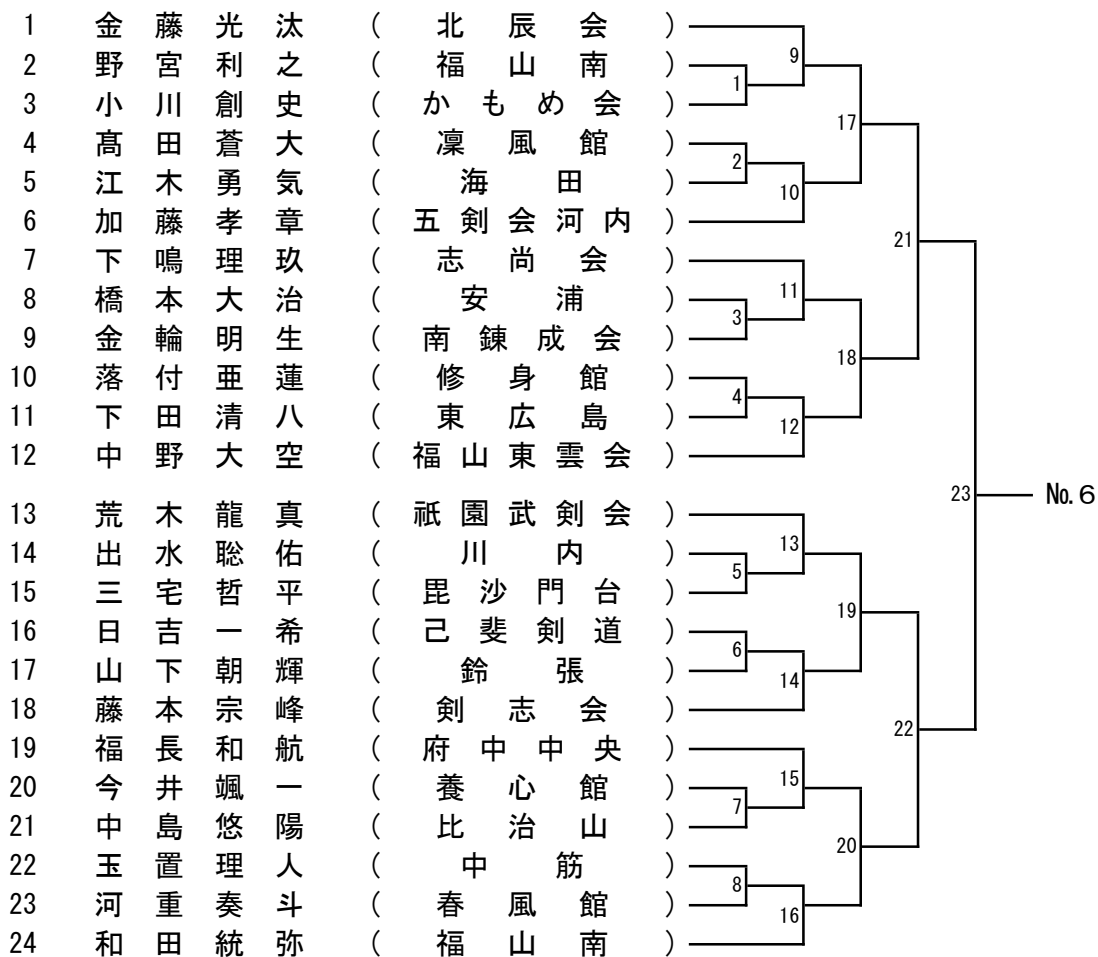 1 金藤光汰 ( 北辰会 )
2 野宮利之 ( 福山南 )
3 小川創史 ( かもめ会 )
4 髙田蒼大 ( 凜風館 )
5 江木勇気 ( 海田 )
6 加藤孝章 ( 五剣会河内 )
7 下鳴理玖 ( 志尚会 )
8 橋本大治 ( 安浦 )
9 金輪明生 ( 南錬成会 )
10 落付亜蓮 ( 修身館 )
11 下田清八 ( 東広島 )
12 中野大空 ( 福山東雲会 )
13 荒木龍真 ( 祇園武剣会 )
14 出水聡佑 ( 川内 )
15 三宅哲平 ( 毘沙門台 )
16 日吉一希 ( 己斐剣道 )
17 山下朝輝 ( 鈴張 )
18 藤本宗峰 ( 剣志会 )
19 福長和航 ( 府中中央 )
20 今井颯一 ( 養心館 )
21 中島悠陽 ( 比治山 )
22 玉置理人 ( 中筋 )
23 河重奏斗 ( 春風館 )
24 和田統弥 ( 福山南 )
1
2
3
4
5
6
7
8
9
10
11
12
13
14
15
16
17
18
19
20
21
22
23
№6